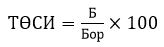 ТӨСИ = Б / Бор × 100